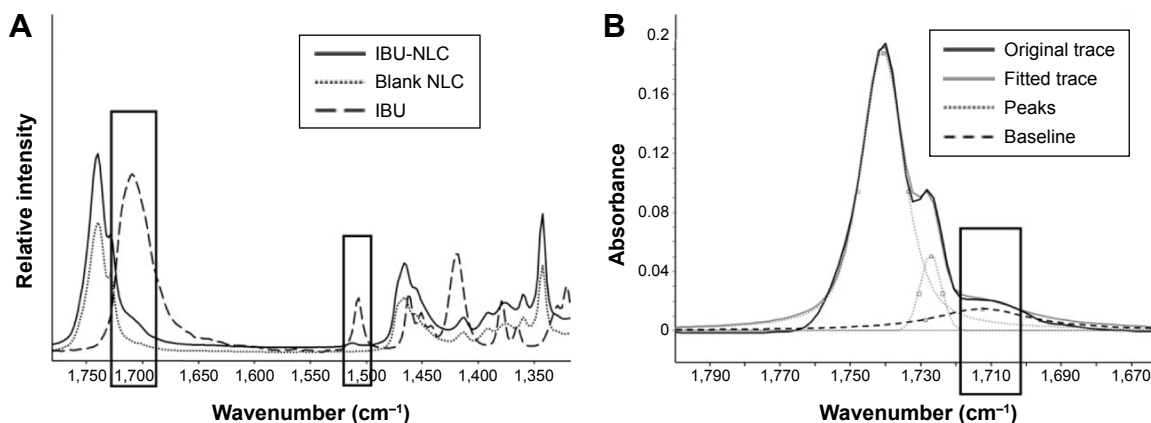 A
IBU-NLC
Blank NLC
IBU
Relative intensity
1,750 1,700 1,650 1,600 1,550 1,500 1,450 1,400 1,350
Wavenumber (cm⁻¹)
B
0.2
0.16
0.12
0.08
0.04
0
Original trace
Fitted trace
Peaks
Baseline
Absorbance
1,790 1,770 1,750 1,730 1,710 1,690 1,670
Wavenumber (cm⁻¹)